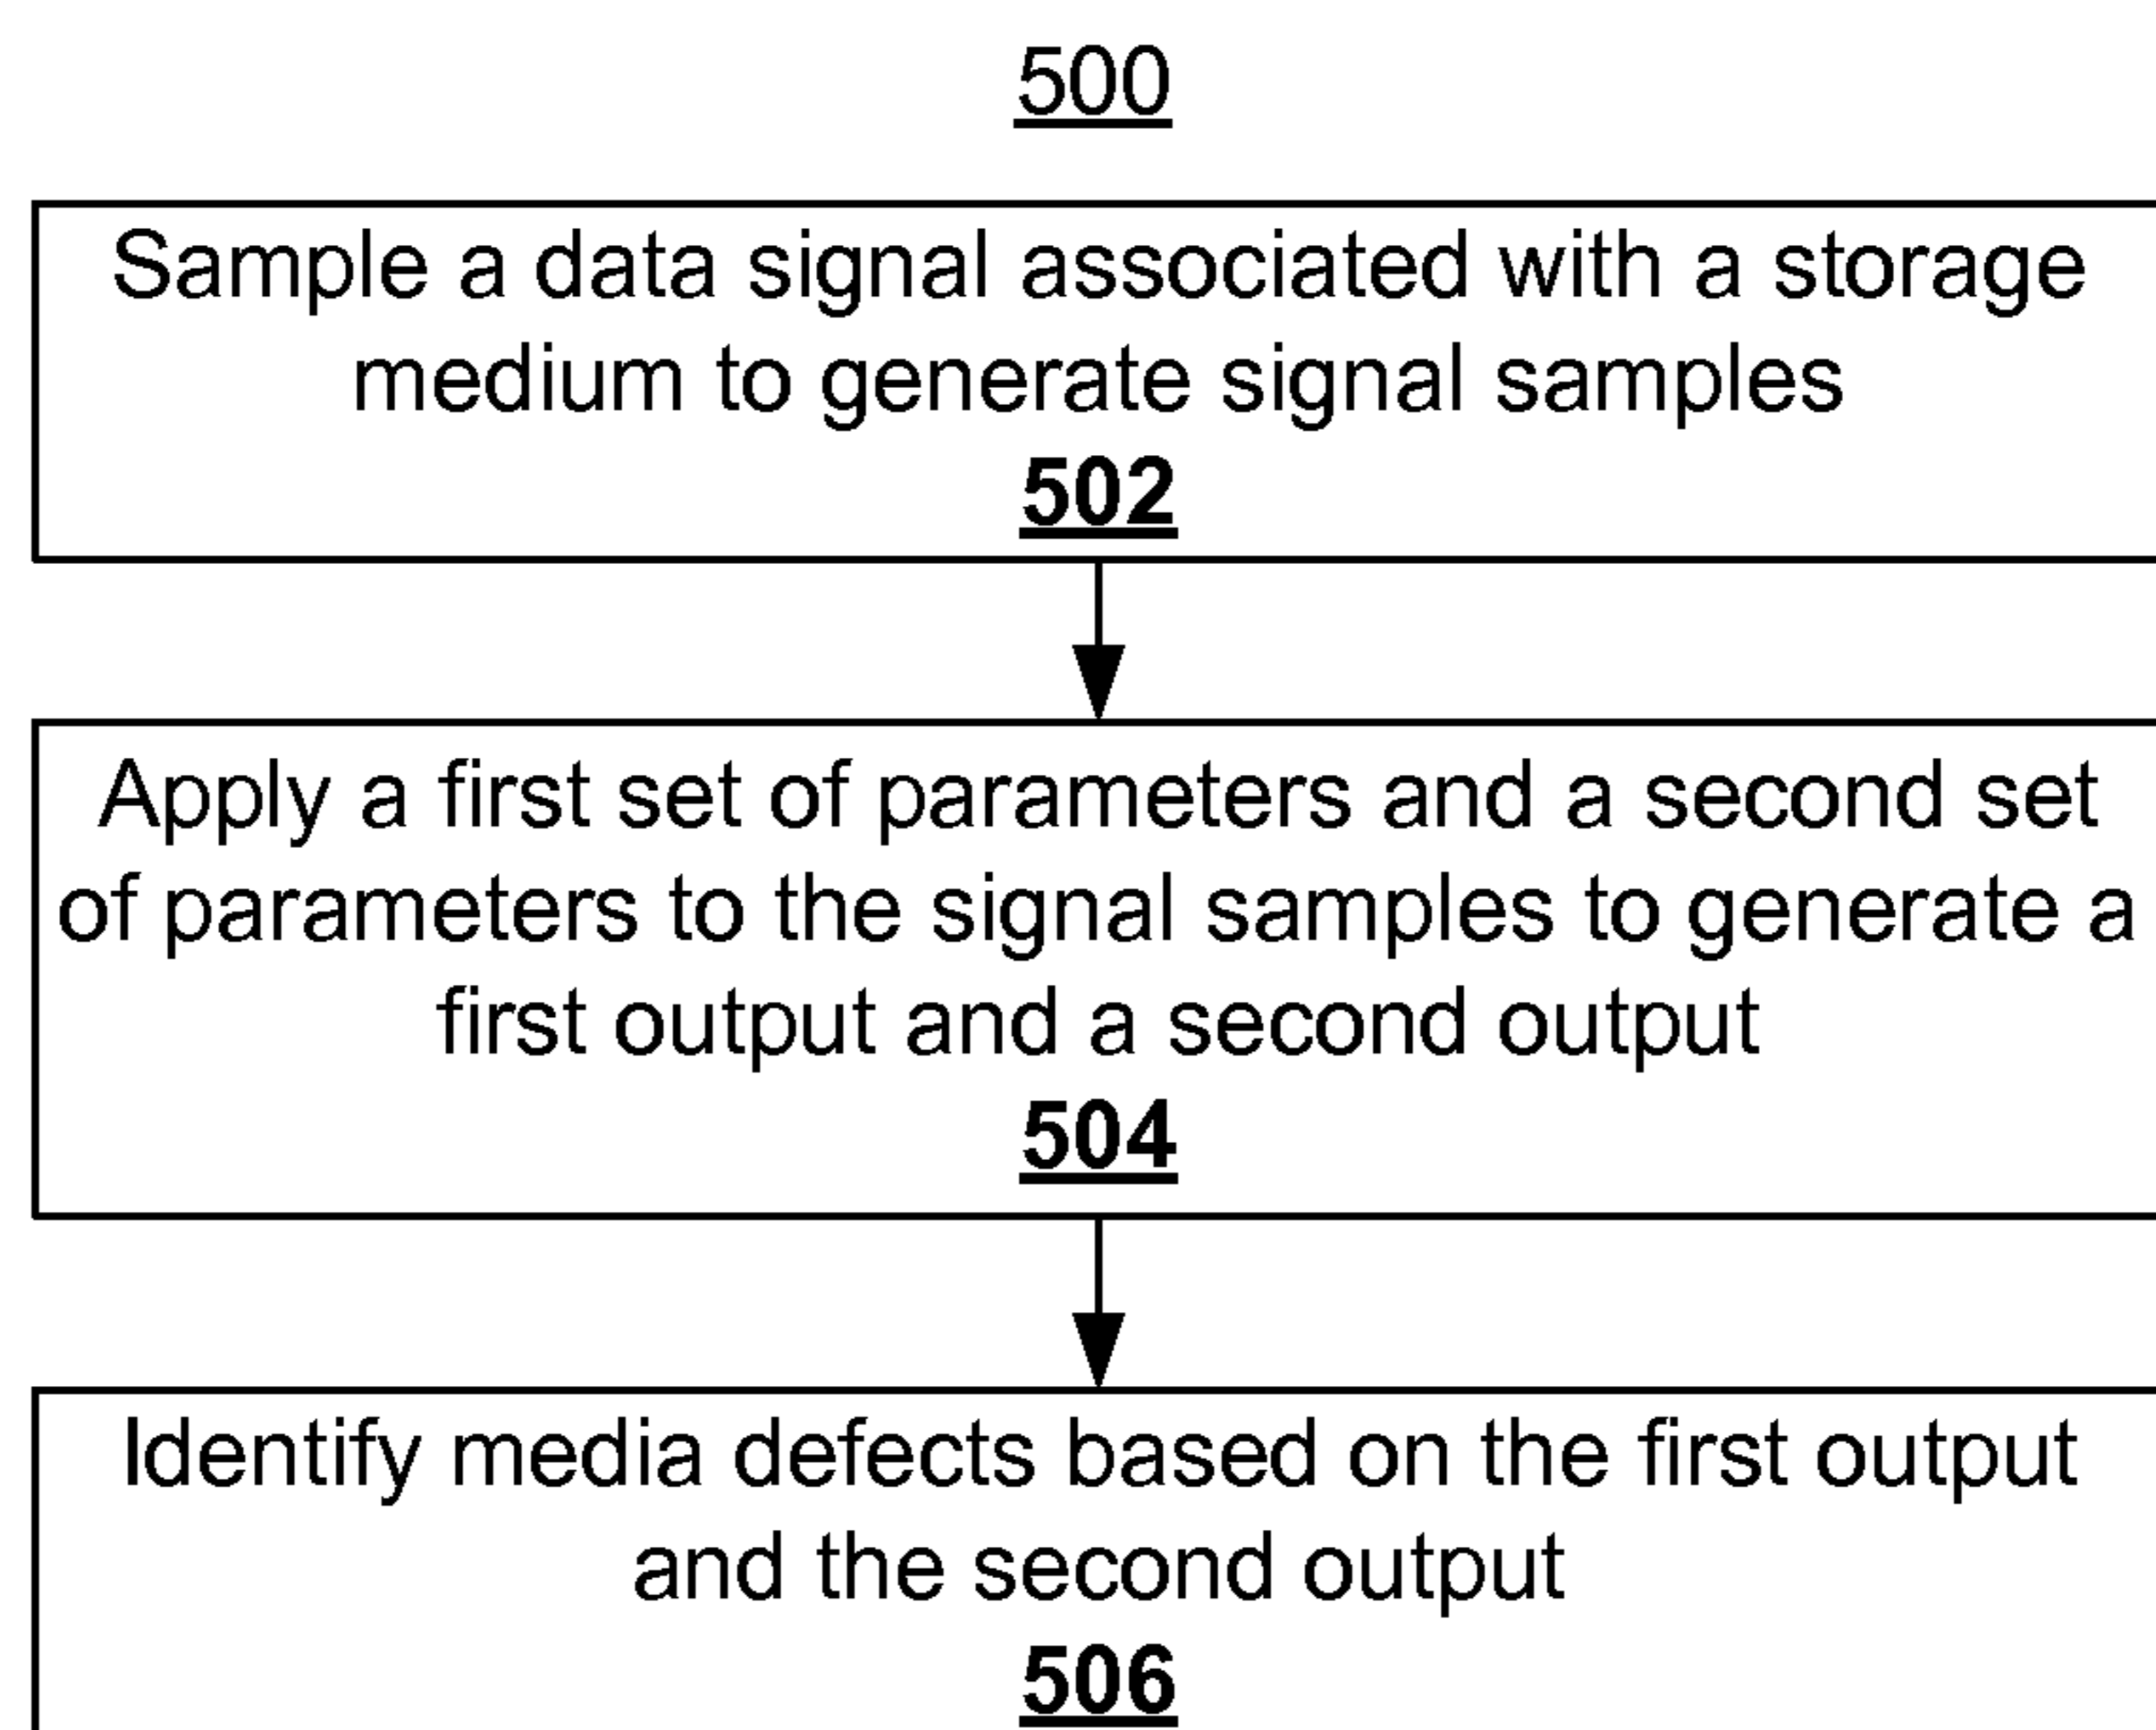 500
Sample a data signal associated with a storage
medium to generate signal samples
502
Apply a first set of parameters and a second set
of parameters to the signal samples to generate a
first output and a second output
504
Identify media defects based on the first output
and the second output
506